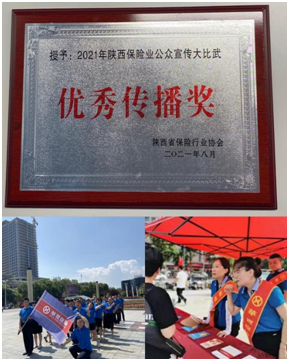 授予：2021年陕西保险业公众宣传大比武
优秀传播奖
陕西省保险行业协会
二〇二一年八月